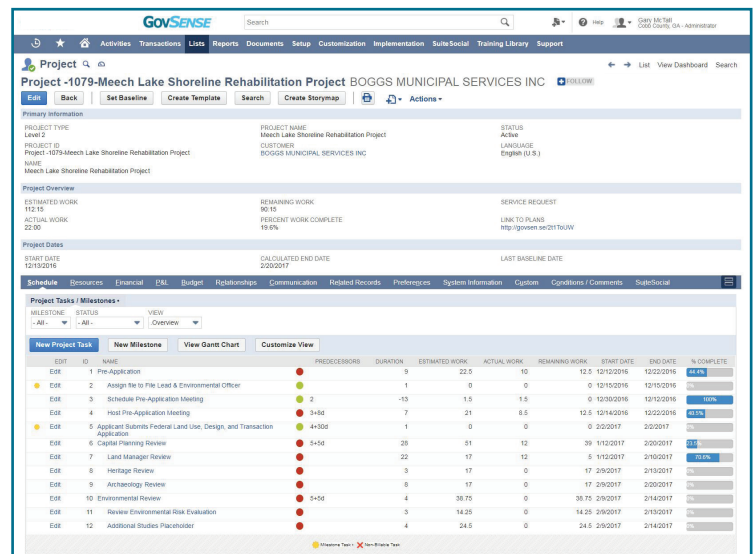 GOVSENSE Search Help Gary McTall
Cobb County, GA - Administrator
Activities Transactions Lists Reports Documents Setup Customization Implementation SuiteSocial Training Library Support
Project List View Dashboard Search
Project -1079-Meech Lake Shoreline Rehabilitation Project BOGGS MUNICIPAL SERVICES INC FOLLOW
Edit Back Set Baseline Create Template Search Create Storymap Actions
Primary Information
PROJECT TYPE PROJECT NAME STATUS
Level 2 Meech Lake Shoreline Rehabilitation Project Active
PROJECT ID CUSTOMER LANGUAGE
Project -1079-Meech Lake Shoreline Rehabilitation Project BOGGS MUNICIPAL SERVICES INC English (U.S.)
NAME
Meech Lake Shoreline Rehabilitation Project
Project Overview
ESTIMATED WORK REMAINING WORK SERVICE REQUEST
112:15 90:15
ACTUAL WORK PERCENT WORK COMPLETE LINK TO PLANS
22:00 19.6% http://govsen.se/2t1ToUW
Project Dates
START DATE CALCULATED END DATE LAST BASELINE DATE
12/13/2016 2/20/2017
Schedule Resources Financial P&L Budget Relationships Communication Related Records Preferences System Information Custom Conditions / Comments SuiteSocial
Project Tasks / Milestones
MILESTONE STATUS VIEW
- All - - All - Overview
New Project Task New Milestone View Gantt Chart Customize View
EDIT ID NAME PREDECESSORS DURATION ESTIMATED WORK ACTUAL WORK REMAINING WORK START DATE END DATE % COMPLETE
Edit 1 Pre-Application 9 22.5 10 12.5 12/12/2016 12/22/2016 44.4%
Edit 2 Assign file to File Lead & Environmental Officer 1 0 0 0 12/15/2016 12/15/2016 0%
Edit 3 Schedule Pre-Application Meeting 2 -13 1.5 1.5 0 12/30/2016 12/13/2016 100%
Edit 4 Host Pre-Application Meeting 3+8d 7 21 8.5 12.5 12/14/2016 12/22/2016 40.5%
Edit 5 Applicant Submits Federal Land Use, Design, and Transaction Application 4+30d 1 0 0 0 2/2/2017 2/2/2017 0%
Edit 6 Capital Planning Review 5+5d 28 51 12 39 1/12/2017 2/20/2017 23.5%
Edit 7 Land Manager Review 22 17 12 5 1/12/2017 2/10/2017 70.6%
Edit 8 Heritage Review 3 17 0 17 2/9/2017 2/13/2017 0%
Edit 9 Archaeology Review 8 17 0 17 2/9/2017 2/20/2017 0%
Edit 10 Environmental Review 5+5d 4 38.75 0 38.75 2/9/2017 2/14/2017 0%
Edit 11 Review Environmental Risk Evaluation 3 14.25 0 14.25 2/9/2017 2/13/2017 0%
Edit 12 Additional Studies Placeholder 4 24.5 0 24.5 2/9/2017 2/14/2017 0%
Milestone Task Non-Billable Task